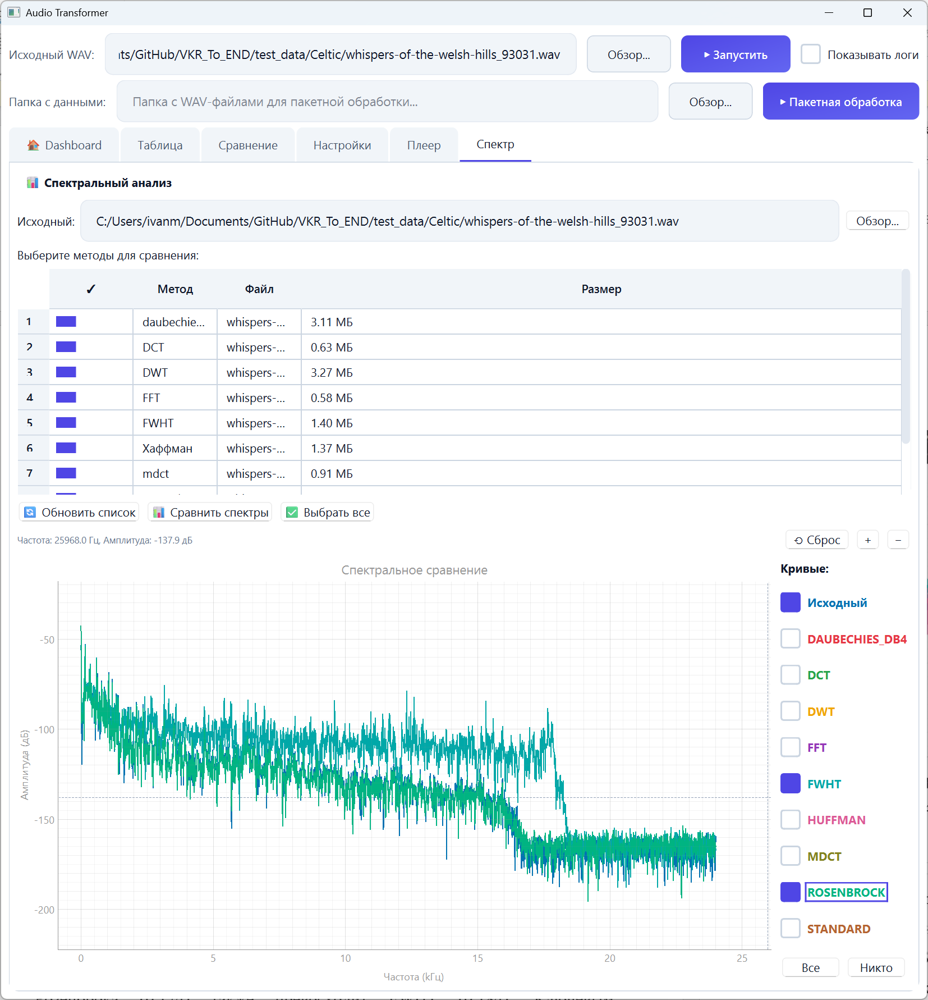 Audio Transformer
Исходный WAV: ıts/GitHub/VKR_To_END/test_data/Celtic/whispers-of-the-welsh-hills_93031.wav Обзор... Запустить Показывать логи
Папка с данными: Папка с WAV-файлами для пакетной обработки... Обзор... Пакетная обработка
Dashboard Таблица Сравнение Настройки Плеер Спектр
Спектральный анализ
Исходный: C:/Users/ivanm/Documents/GitHub/VKR_To_END/test_data/Celtic/whispers-of-the-welsh-hills_93031.wav Обзор...
Выберите методы для сравнения:
✓ Метод Файл Размер
1 daubechie... whispers-... 3.11 МБ
2 DCT whispers-... 0.63 МБ
3 DWT whispers-... 3.27 МБ
4 FFT whispers-... 0.58 МБ
5 FWHT whispers-... 1.40 МБ
6 Хаффман whispers-... 1.37 МБ
7 mdct whispers-... 0.91 МБ
Обновить список Сравнить спектры Выбрать все
Частота: 25968.0 Гц, Амплитуда: -137.9 дБ ⟲ Сброс + −
Спектральное сравнение
Амплитуда (дБ)
-50
-100
-150
-200
0 5 10 15 20 25
Частота (kГц)
Кривые:
Исходный
DAUBECHIES_DB4
DCT
DWT
FFT
FWHT
HUFFMAN
MDCT
ROSENBROCK
STANDARD
Все Никто